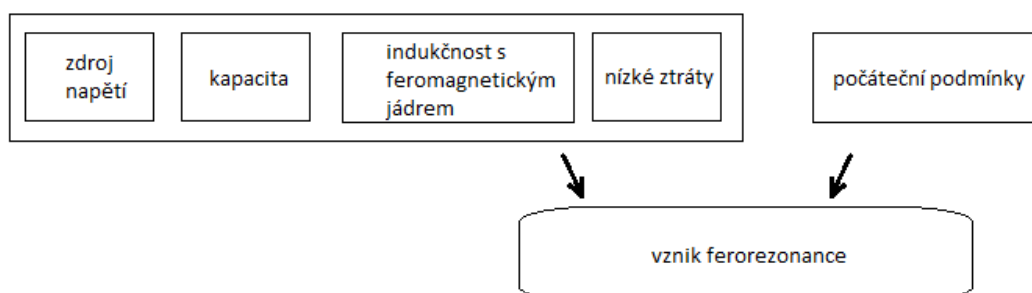 zdroj
napětí
kapacita
indukčnost s
feromagnetickým
jádrem
nízké ztráty
počáteční podmínky
vznik ferorezonance